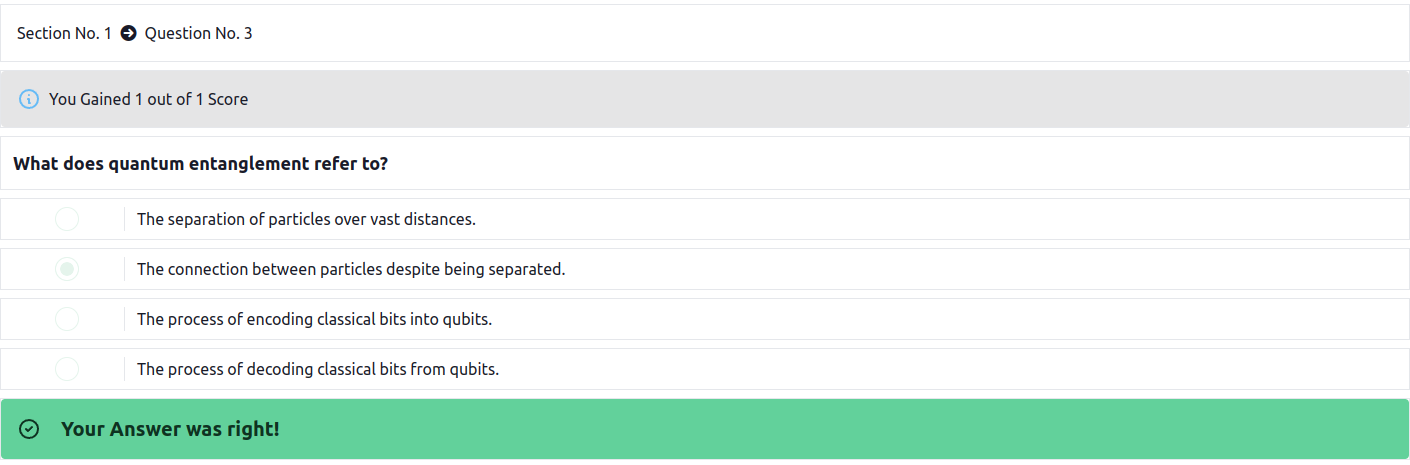 Section No. 1 Question No. 3
You Gained 1 out of 1 Score
What does quantum entanglement refer to?
The separation of particles over vast distances.
The connection between particles despite being separated.
The process of encoding classical bits into qubits.
The process of decoding classical bits from qubits.
Your Answer was right!